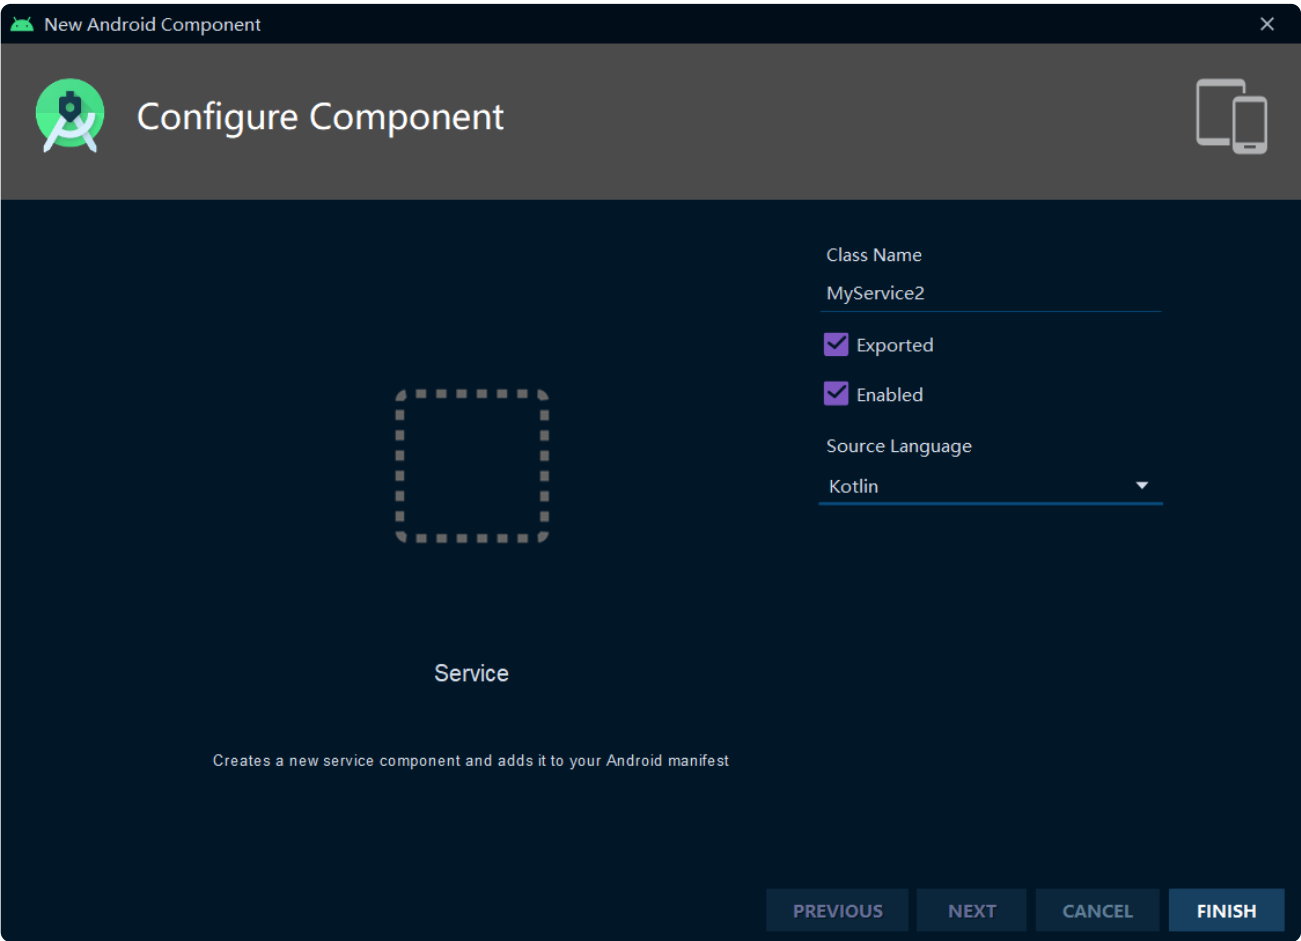 New Android Component
Configure Component
Class Name
MyService2
Exported
Enabled
Source Language
Kotlin
Service
Creates a new service component and adds it to your Android manifest
PREVIOUS NEXT CANCEL FINISH